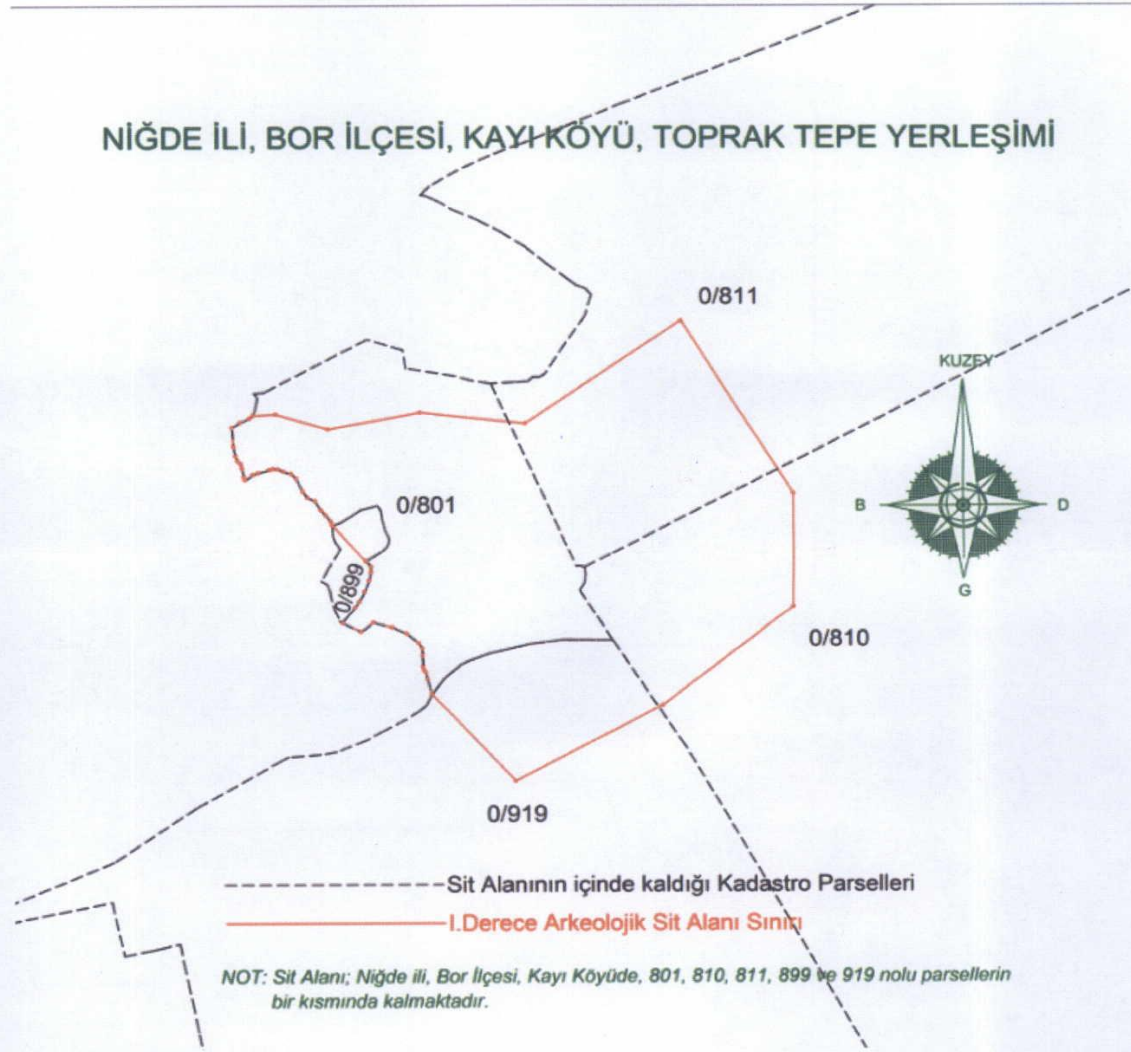 NİĞDE İLİ, BOR İLÇESİ, KAYI KÖYÜ, TOPRAK TEPE YERLEŞİMİ
0/811
KUZEY
0/801
B
D
0/899
G
0/810
0/919
Sit Alanının içinde kaldığı Kadastro Parselleri
I.Derece Arkeolojik Sit Alanı Sınırı
NOT: Sit Alanı; Niğde ili, Bor İlçesi, Kayı Köyüde, 801, 810, 811, 899 ve 919 nolu parsellerin
bir kısmında kalmaktadır.